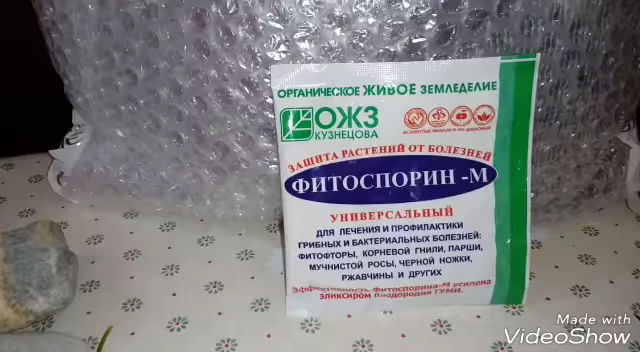 ОРГАНИЧЕСКОЕ ЖИВОЕ ЗЕМЛЕДЕЛИЕ
ОЖЗ
КУЗНЕЦОВА
ЗАЩИТА РАСТЕНИЙ ОТ БОЛЕЗНЕЙ
ФИТОСПОРИН -М
УНИВЕРСАЛЬНЫЙ
ДЛЯ ЛЕЧЕНИЯ И ПРОФИЛАКТИКИ
ГРИБНЫХ И БАКТЕРИАЛЬНЫХ БОЛЕЗНЕЙ:
ФИТОФТОРЫ, КОРНЕВОЙ ГНИЛИ, ПАРШИ,
МУЧНИСТОЙ РОСЫ, ЧЕРНОЙ НОЖКИ,
РЖАВЧИНЫ И ДРУГИХ
Эффективность Фитоспорина-М усилена
ЭЛИКСИРОМ ПЛОДОРОДИЯ ГУМИ.
Made with
VideoShow